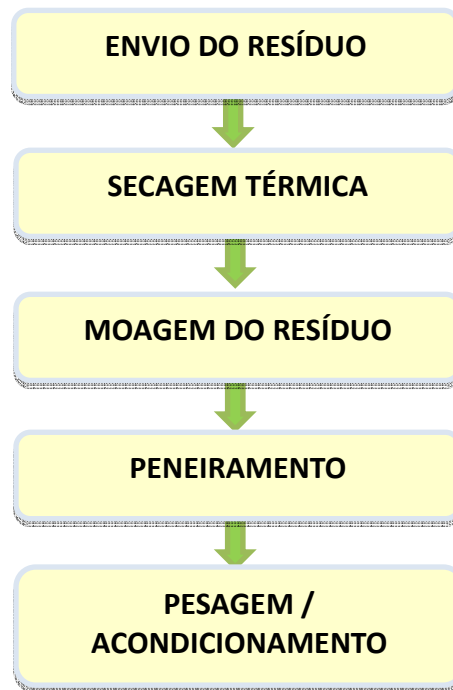 ENVIO DO RESÍDUO
SECAGEM TÉRMICA
MOAGEM DO RESÍDUO
PENEIRAMENTO
PESAGEM /
ACONDICIONAMENTO